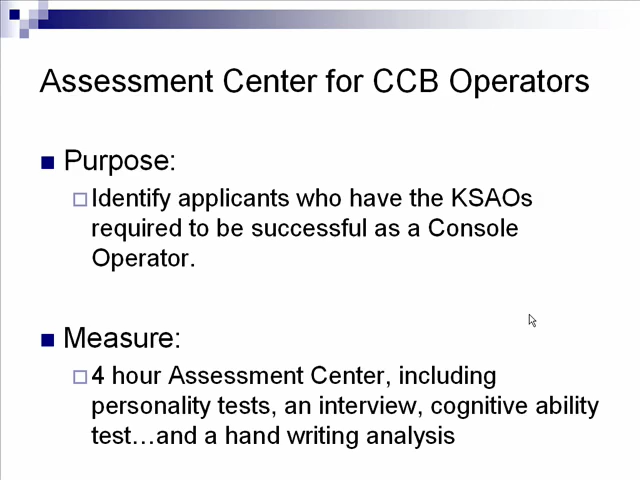 Assessment Center for CCB Operators
Purpose:
Identify applicants who have the KSAOs
required to be successful as a Console
Operator.
Measure:
4 hour Assessment Center, including
personality tests, an interview, cognitive ability
test…and a hand writing analysis